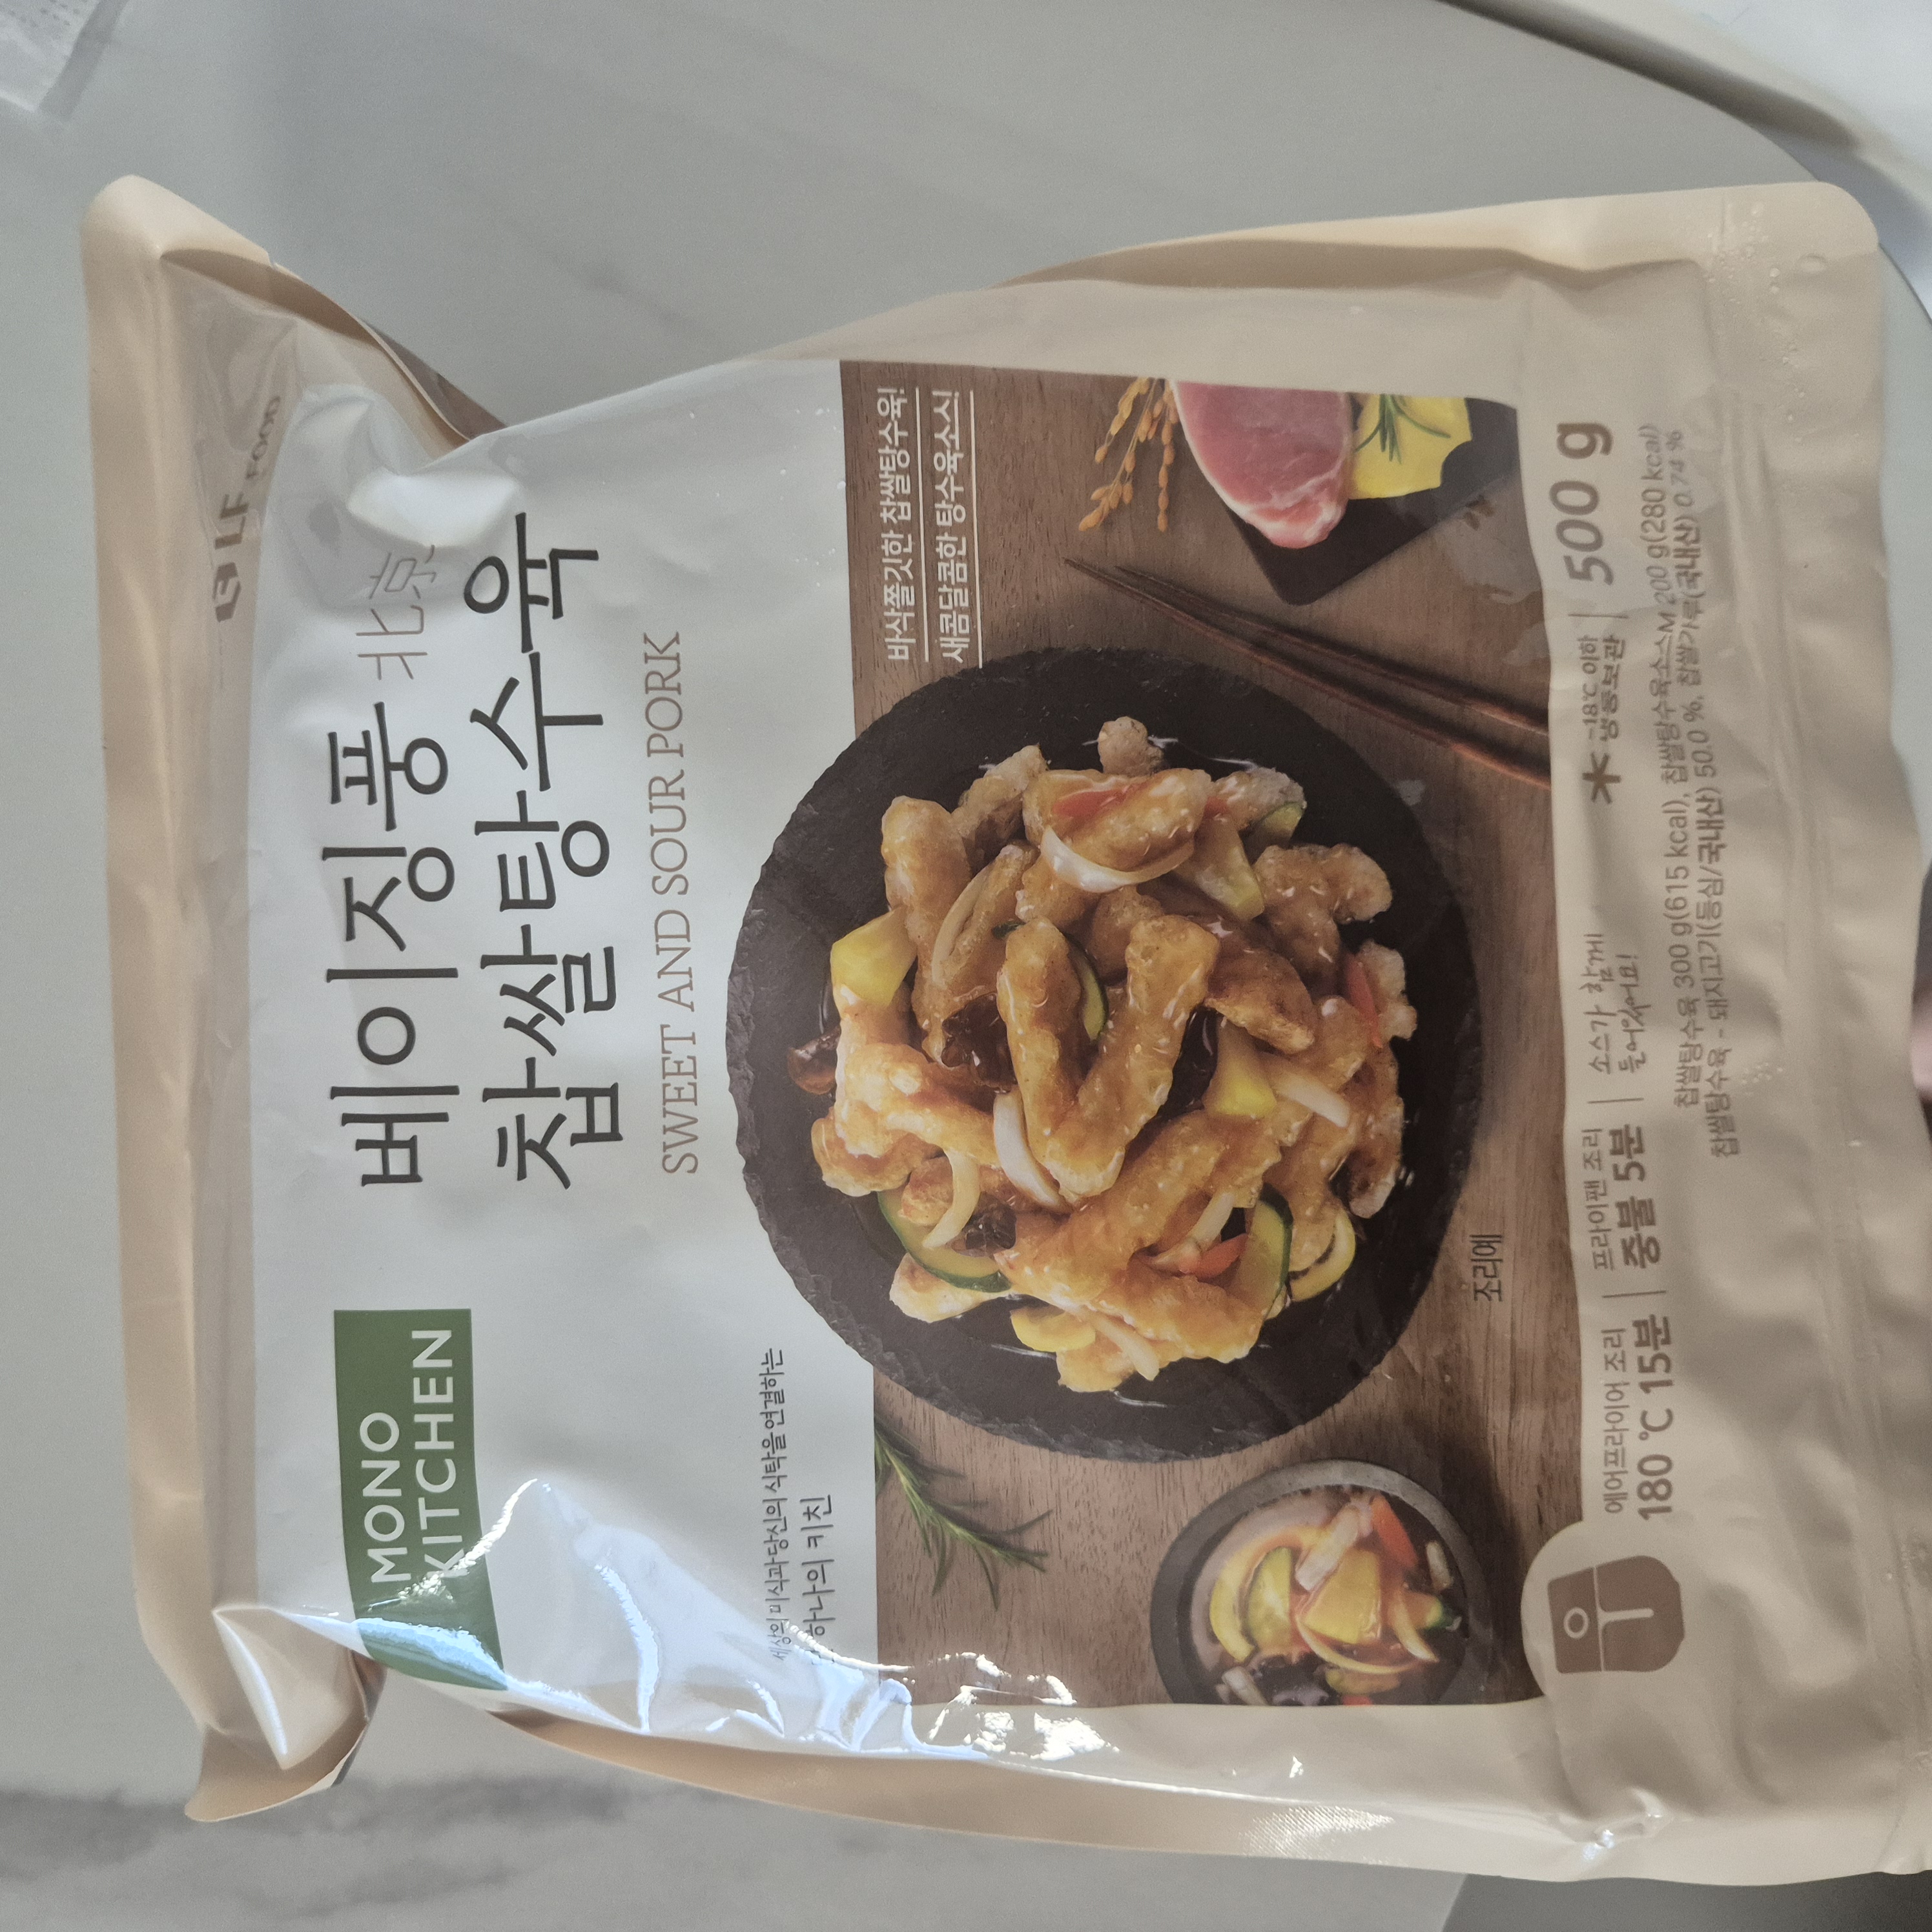 LF FOOD
MONO
KITCHEN
베이징풍 北京
찹쌀탕수육
SWEET AND SOUR PORK
세상의 미식과 당신의 식탁을 연결하는
하나의 키친
바삭쫄깃한 찹쌀탕수육!
새콤달콤한 탕수육소스!
조리예
에어프라이어 조리
180 ℃ 15분
프라이팬 조리
중불 5분
소스가 함께
들어있어요!
-18℃ 이하
냉동보관
500 g
찹쌀탕수육 300 g(615 kcal), 찹쌀탕수육소스M 200 g(280 kcal)
찹쌀탕수육 - 돼지고기(등심/국내산) 50.0 %, 찹쌀가루(국내산) 0.74 %